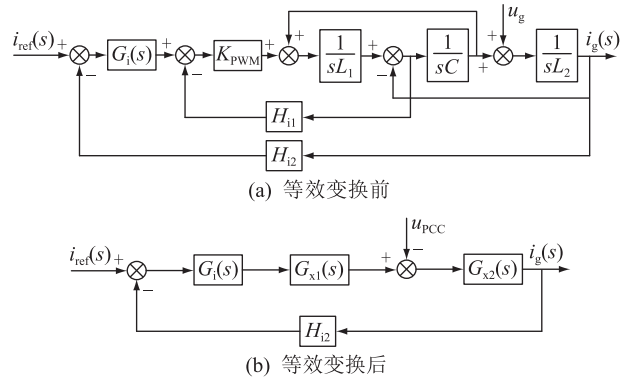 u_g
i_ref(s) + − G_i(s) + − K_PWM + + 1/(sL_1) + − 1/(sC) + + 1/(sL_2) i_g(s)
H_i1
H_i2
(a) 等效变换前
u_PCC
i_ref(s) + − G_i(s) G_x1(s) + − G_x2(s) i_g(s)
H_i2
(b) 等效变换后